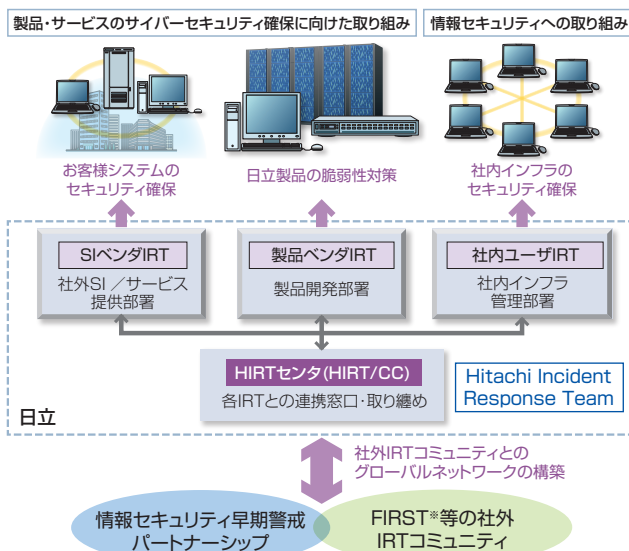 製品・サービスのサイバーセキュリティ確保に向けた取り組み
情報セキュリティへの取り組み
お客様システムの
セキュリティ確保
日立製品の脆弱性対策
社内インフラの
セキュリティ確保
SIベンダIRT
社外SI／サービス
提供部署
製品ベンダIRT
製品開発部署
社内ユーザIRT
社内インフラ
管理部署
HIRTセンタ(HIRT/CC)
各IRTとの連携窓口・取り纏め
Hitachi Incident
Response Team
日立
社外IRTコミュニティとの
グローバルネットワークの構築
情報セキュリティ早期警戒
パートナーシップ
FIRST※等の社外
IRTコミュニティ